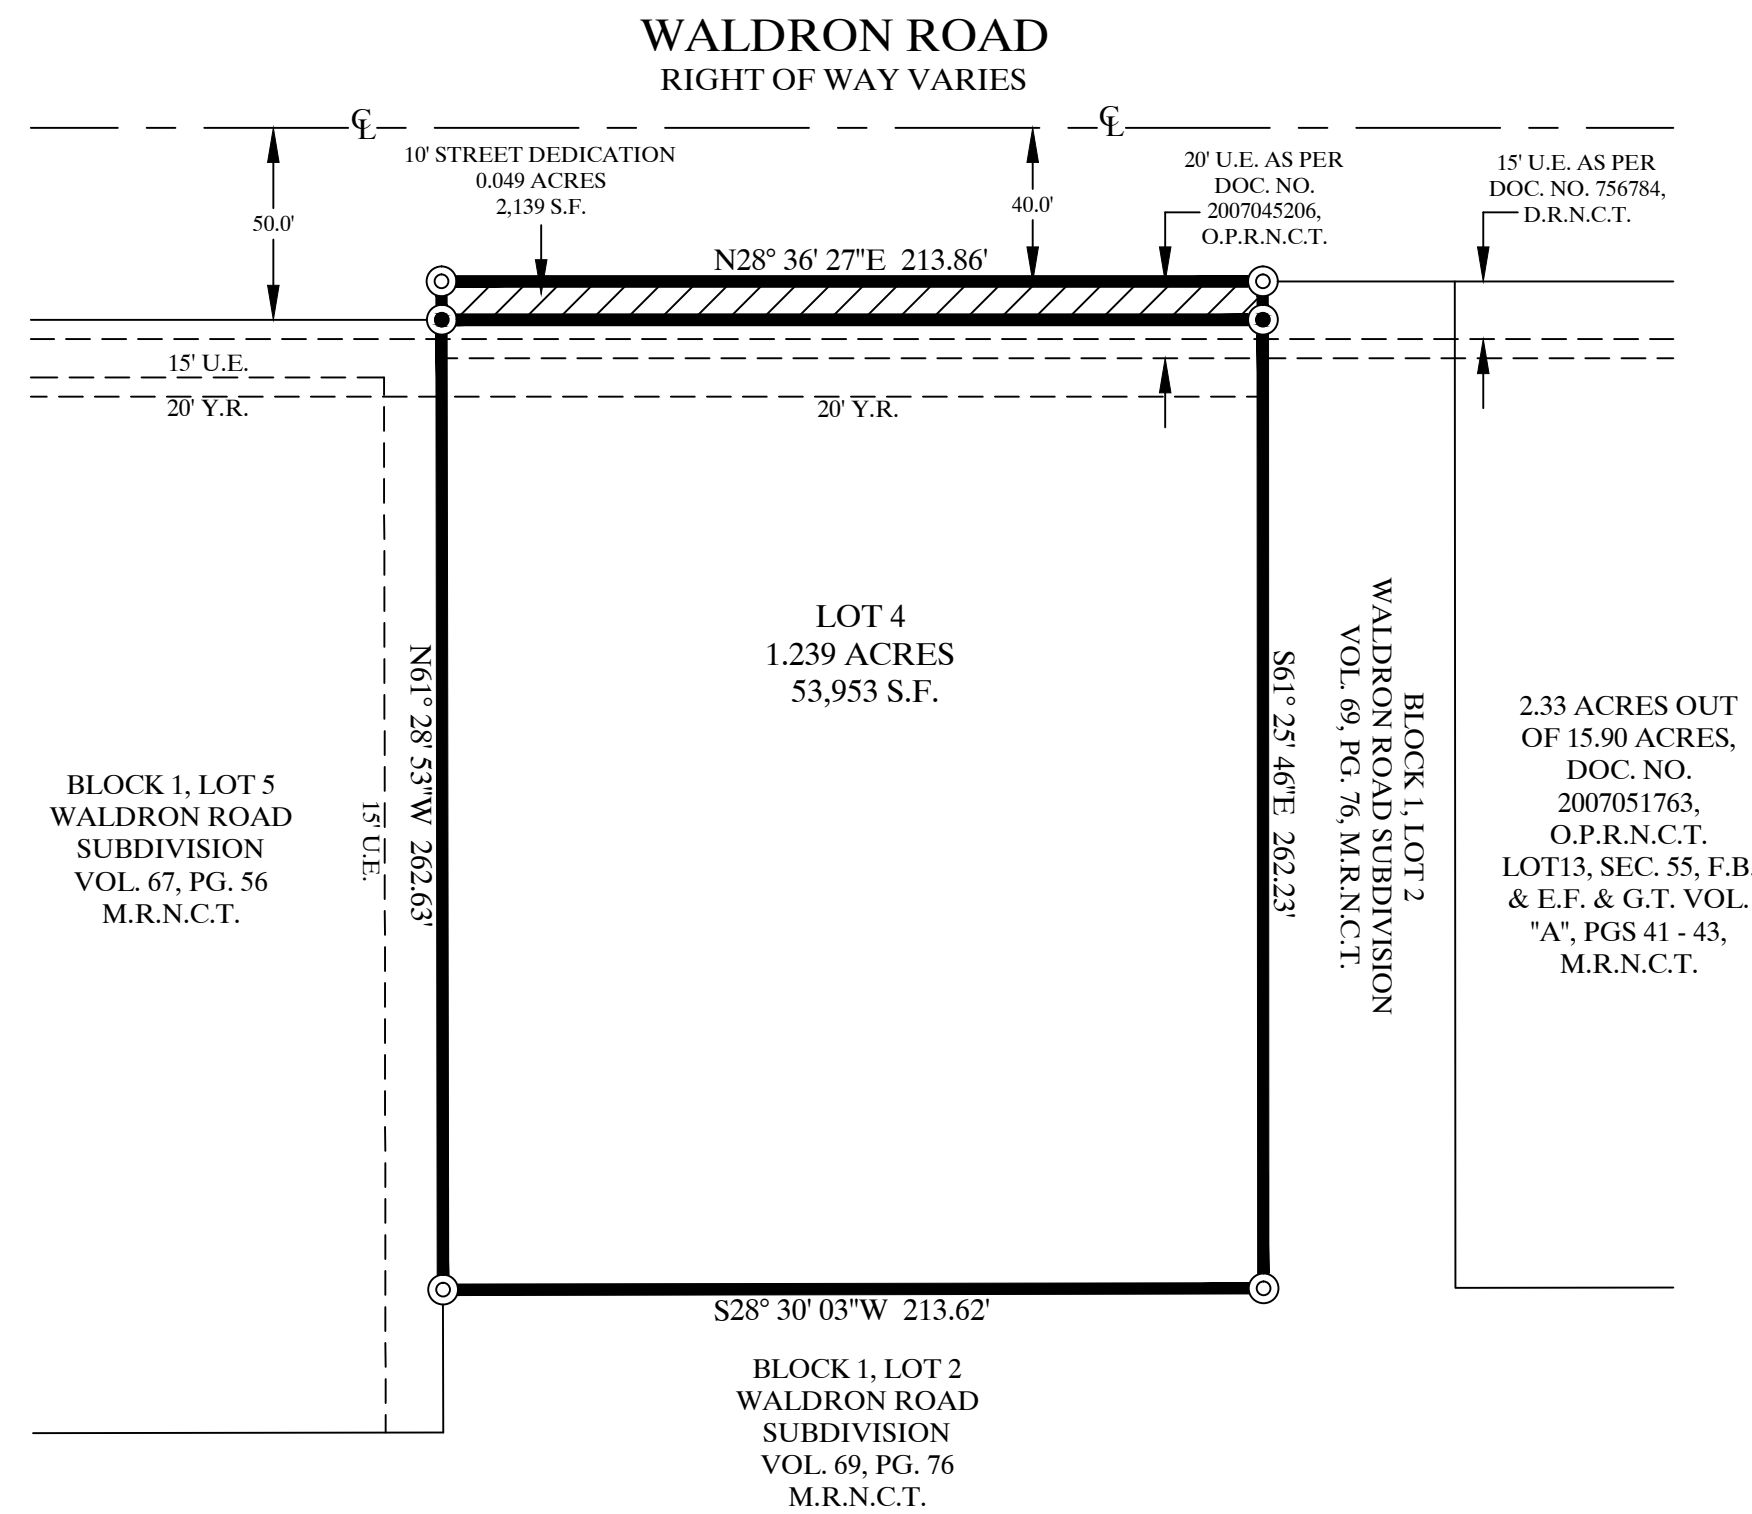 WALDRON ROAD
RIGHT OF WAY VARIES
℄
℄
10' STREET DEDICATION
0.049 ACRES
2,139 S.F.
20' U.E. AS PER
DOC. NO.
2007045206,
O.P.R.N.C.T.
15' U.E. AS PER
DOC. NO. 756784,
D.R.N.C.T.
50.0'
40.0'
N28° 36' 27"E 213.86'
15' U.E.
20' Y.R.
20' Y.R.
LOT 4
1.239 ACRES
53,953 S.F.
N61° 28' 53"W 262.63'
S61° 25' 46"E 262.23'
15' U.E.
BLOCK 1, LOT 5
WALDRON ROAD
SUBDIVISION
VOL. 67, PG. 56
M.R.N.C.T.
BLOCK 1, LOT 2
WALDRON ROAD SUBDIVISION
VOL. 69, PG. 76, M.R.N.C.T.
2.33 ACRES OUT
OF 15.90 ACRES,
DOC. NO.
2007051763,
O.P.R.N.C.T.
LOT13, SEC. 55, F.B.
& E.F. & G.T. VOL.
"A", PGS 41 - 43,
M.R.N.C.T.
S28° 30' 03"W 213.62'
BLOCK 1, LOT 2
WALDRON ROAD
SUBDIVISION
VOL. 69, PG. 76
M.R.N.C.T.